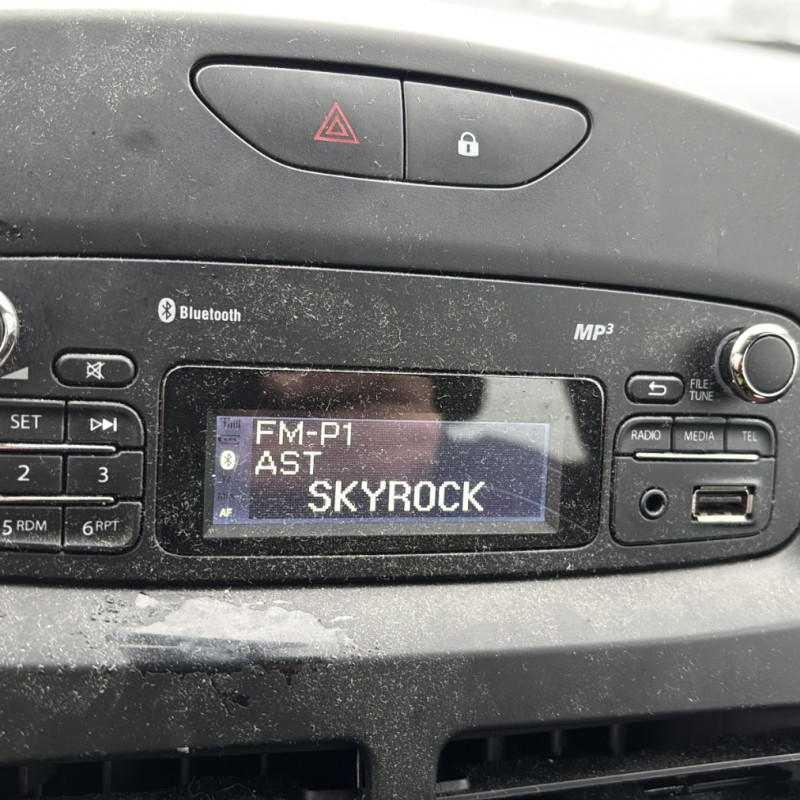 Bluetooth
MP3
FILE-
TUNE
SET
RADIO MEDIA TEL
FM-P1
AST
SKYROCK
AF
2 3
5 RDM 6 RPT